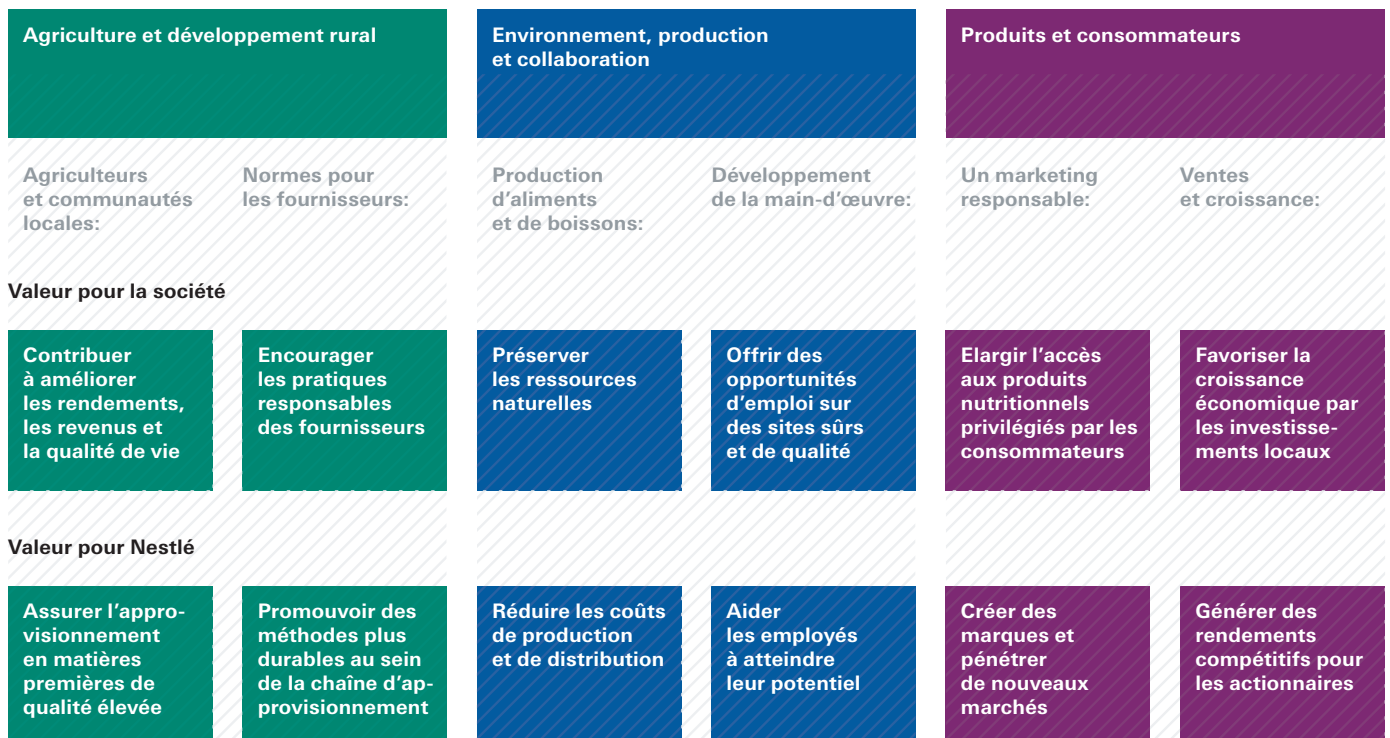 Agriculture et développement rural
Environnement, production
et collaboration
Produits et consommateurs
Agriculteurs
et communautés
locales:
Normes pour
les fournisseurs:
Production
d’aliments
et de boissons:
Développement
de la main-d’œuvre:
Un marketing
responsable:
Ventes
et croissance:
Valeur pour la société
Contribuer
à améliorer
les rendements,
les revenus et
la qualité de vie
Encourager
les pratiques
responsables
des fournisseurs
Préserver
les ressources
naturelles
Offrir des
opportunités
d’emploi sur
des sites sûrs
et de qualité
Elargir l’accès
aux produits
nutritionnels
privilégiés par les
consommateurs
Favoriser la
croissance
économique par
les investisse-
ments locaux
Valeur pour Nestlé
Assurer l’appro-
visionnement
en matières
premières de
qualité élevée
Promouvoir des
méthodes plus
durables au sein
de la chaîne d’ap-
provisionnement
Réduire les coûts
de production
et de distribution
Aider
les employés
à atteindre
leur potentiel
Créer des
marques et
pénétrer
de nouveaux
marchés
Générer des
rendements
compétitifs pour
les actionnaires